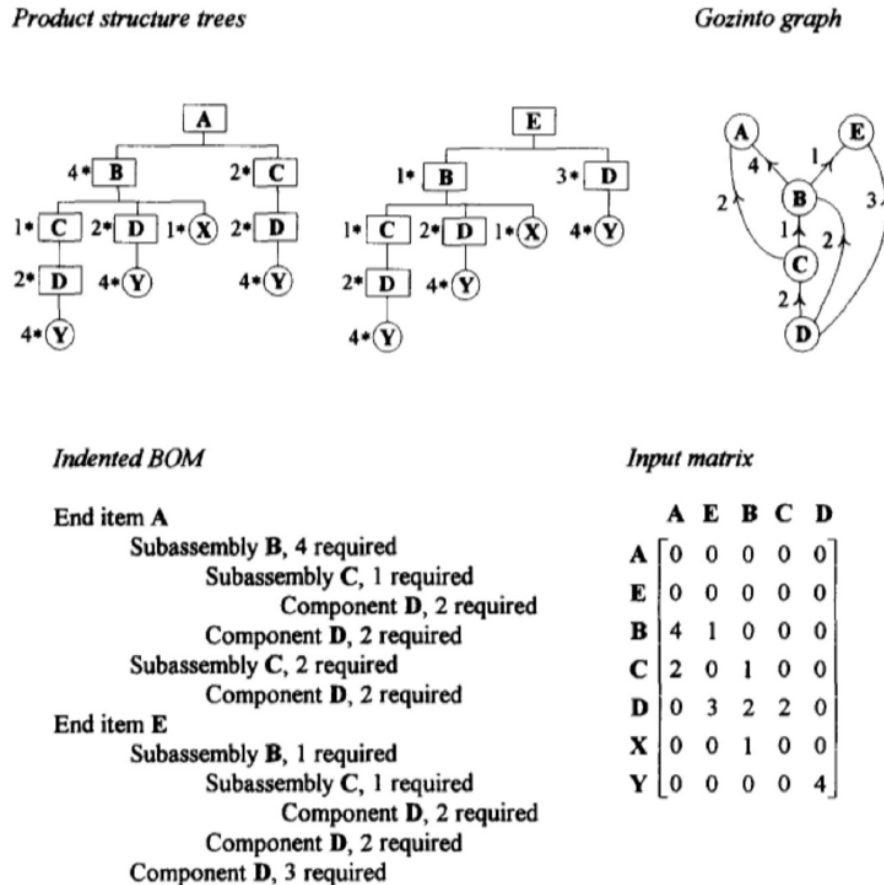 Product structure trees
Gozinto graph
A
4* B
2* C
1* C 2* D 1* X 2* D
2* D 4* Y 4* Y
4* Y
E
1* B
3* D
1* C 2* D 1* X 4* Y
2* D 4* Y
4* Y
A E
4 1
2 B 3
1 2
C
2
D
Indented BOM
End item A
Subassembly B, 4 required
Subassembly C, 1 required
Component D, 2 required
Component D, 2 required
Subassembly C, 2 required
Component D, 2 required
End item E
Subassembly B, 1 required
Subassembly C, 1 required
Component D, 2 required
Component D, 2 required
Component D, 3 required
Input matrix
A E B C D
A 0 0 0 0 0
E 0 0 0 0 0
B 4 1 0 0 0
C 2 0 1 0 0
D 0 3 2 2 0
X 0 0 1 0 0
Y 0 0 0 0 4